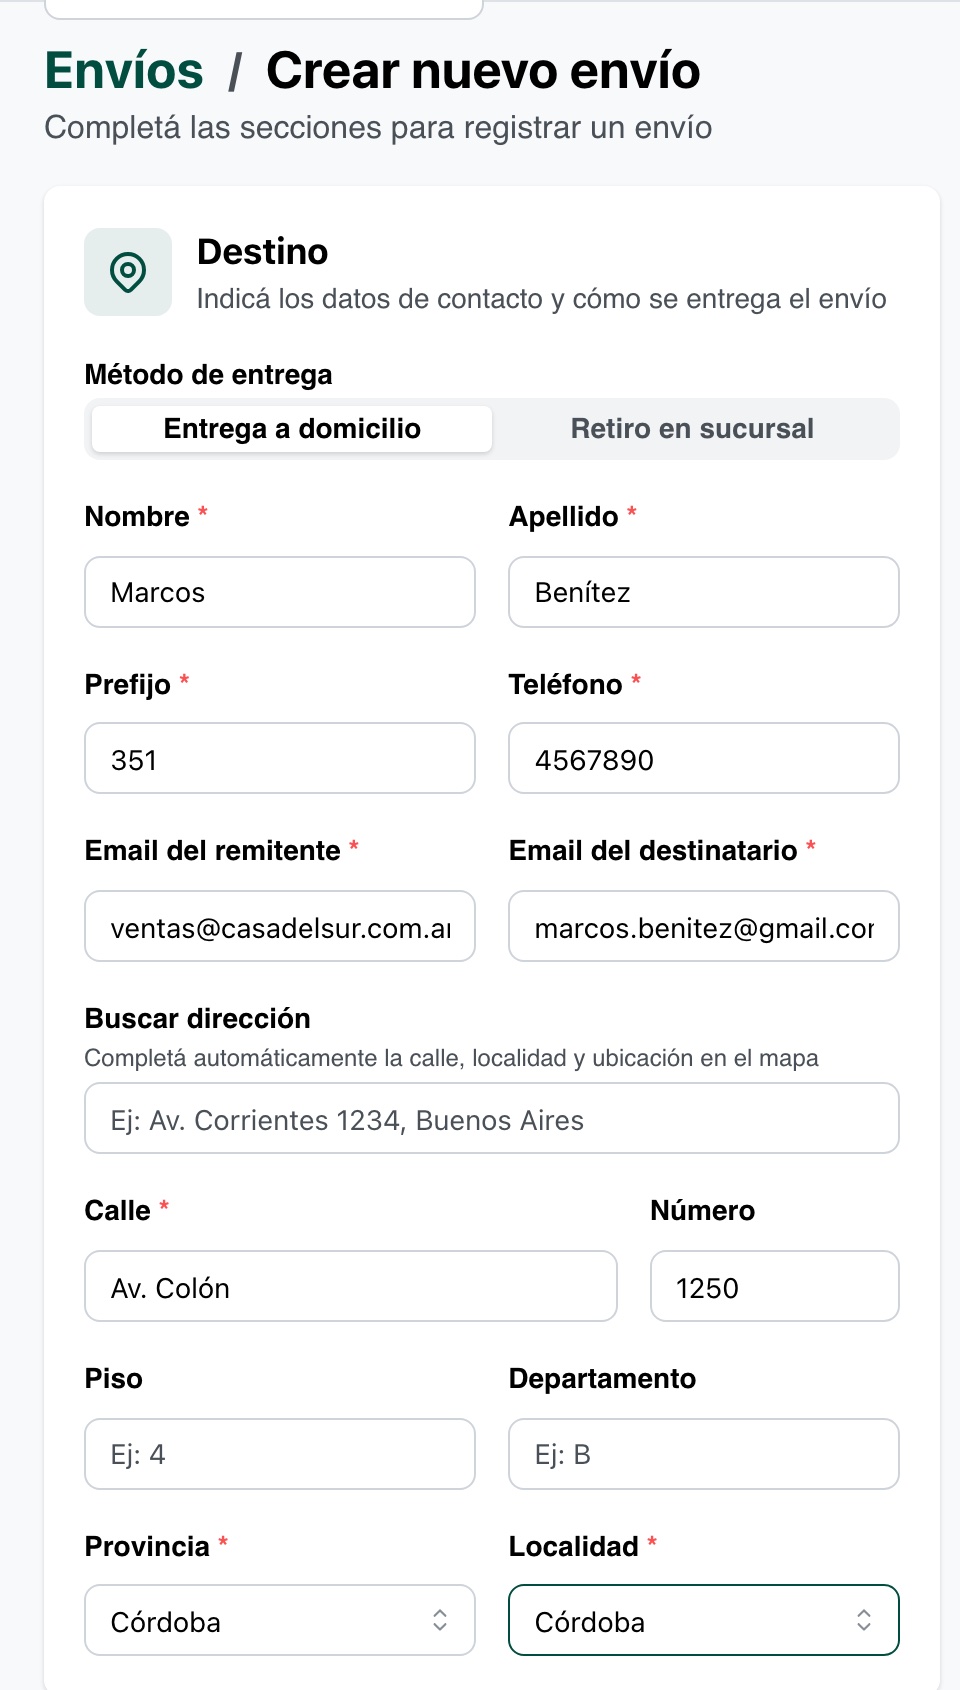 Envíos / Crear nuevo envío
Completá las secciones para registrar un envío
Destino
Indicá los datos de contacto y cómo se entrega el envío
Método de entrega
Entrega a domicilio Retiro en sucursal
Nombre * Apellido *
Marcos Benítez
Prefijo * Teléfono *
351 4567890
Email del remitente * Email del destinatario *
ventas@casadelsur.com.ar marcos.benitez@gmail.com
Buscar dirección
Completá automáticamente la calle, localidad y ubicación en el mapa
Ej: Av. Corrientes 1234, Buenos Aires
Calle * Número
Av. Colón 1250
Piso Departamento
Ej: 4 Ej: B
Provincia * Localidad *
Córdoba Córdoba